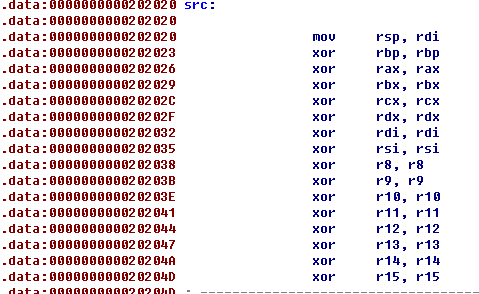 .data:0000000000202020 src:
.data:0000000000202020
.data:0000000000202020 mov rsp, rdi
.data:0000000000202023 xor rbp, rbp
.data:0000000000202026 xor rax, rax
.data:0000000000202029 xor rbx, rbx
.data:000000000020202C xor rcx, rcx
.data:000000000020202F xor rdx, rdx
.data:0000000000202032 xor rdi, rdi
.data:0000000000202035 xor rsi, rsi
.data:0000000000202038 xor r8, r8
.data:000000000020203B xor r9, r9
.data:000000000020203E xor r10, r10
.data:0000000000202041 xor r11, r11
.data:0000000000202044 xor r12, r12
.data:0000000000202047 xor r13, r13
.data:000000000020204A xor r14, r14
.data:000000000020204D xor r15, r15